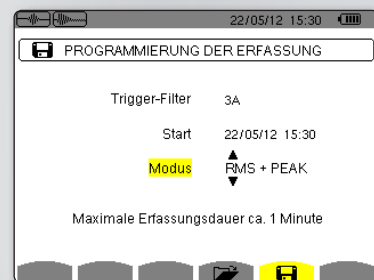 22/05/12 15:30
PROGRAMMIERUNG DER ERFASSUNG
Trigger-Filter 3A
Start 22/05/12 15:30
Modus RMS + PEAK
Maximale Erfassungsdauer ca. 1 Minute